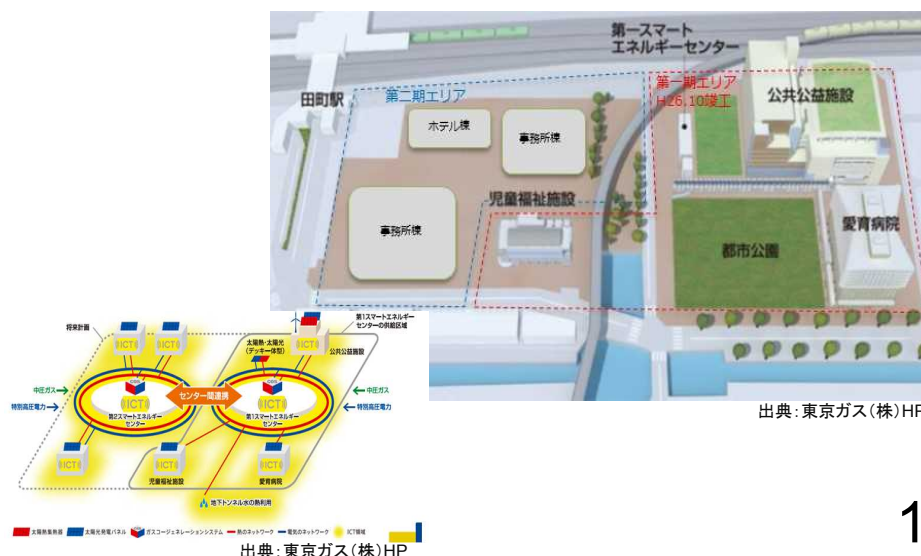 第一スマート
エネルギーセンター
田町駅
第二期エリア
第一期エリア
H26.10竣工
公共公益施設
ホテル棟
事務所棟
児童福祉施設
愛育病院
事務所棟
都市公園
出典:東京ガス(株)HP
将来計画
太陽熱・太陽光
(デッキ一体型)
第1スマートエネルギー
センターの供給区域
公共公益施設
ICT
ICT
ICT
CGS
CGS
中圧ガス
特別高圧電力
ICT
センター間連携
ICT
中圧ガス
特別高圧電力
第2スマートエネルギー
センター
第1スマートエネルギー
センター
ICT
ICT
ICT
児童福祉施設
愛育病院
地下トンネル水の熱利用
太陽熱集熱器
太陽光発電パネル
ガスコージェネレーションシステム
熱のネットワーク
電気のネットワーク
ICT領域
出典:東京ガス(株)HP
1